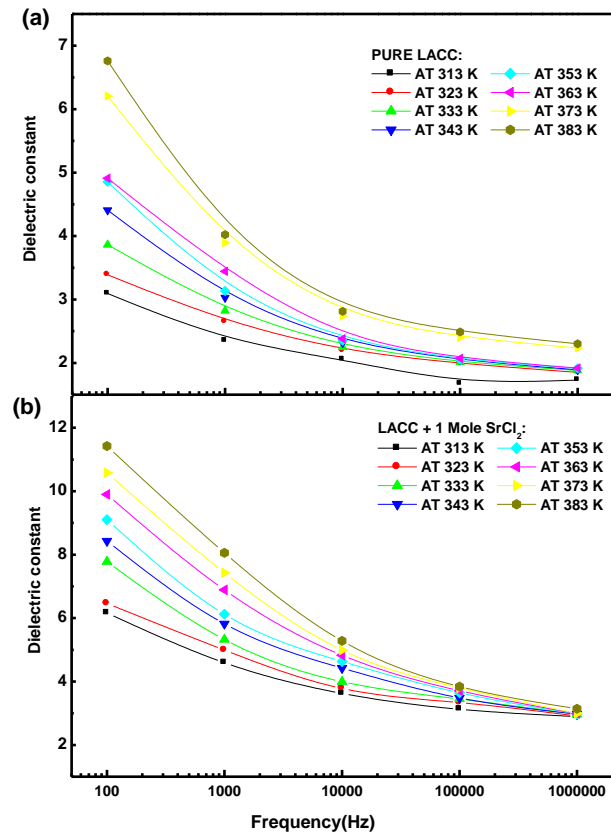 (a)
7
6
5
4
3
2
Dielectric constant
PURE LACC:
AT 313 K AT 353 K
AT 323 K AT 363 K
AT 333 K AT 373 K
AT 343 K AT 383 K
(b)
12
10
8
6
4
2
Dielectric constant
LACC + 1 Mole SrCl₂:
AT 313 K AT 353 K
AT 323 K AT 363 K
AT 333 K AT 373 K
AT 343 K AT 383 K
100 1000 10000 100000 1000000
Frequency(Hz)